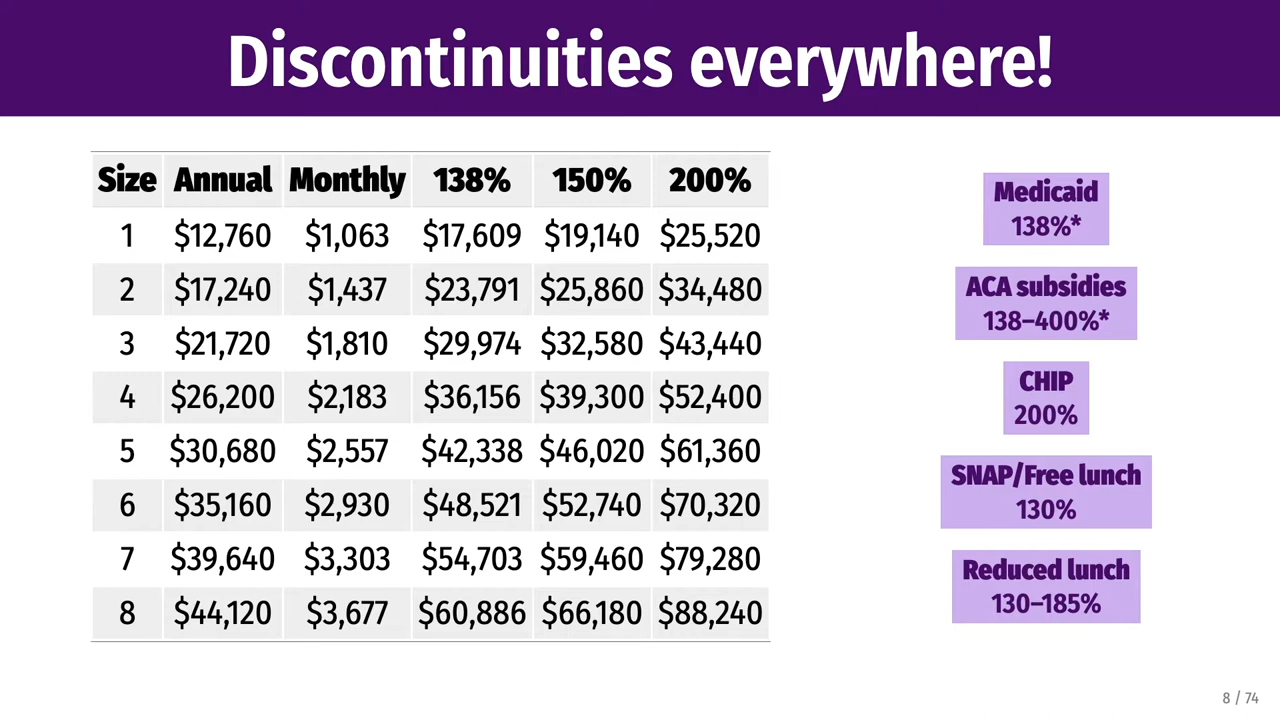 Discontinuities everywhere!
Size Annual Monthly 138% 150% 200%
1 $12,760 $1,063 $17,609 $19,140 $25,520
2 $17,240 $1,437 $23,791 $25,860 $34,480
3 $21,720 $1,810 $29,974 $32,580 $43,440
4 $26,200 $2,183 $36,156 $39,300 $52,400
5 $30,680 $2,557 $42,338 $46,020 $61,360
6 $35,160 $2,930 $48,521 $52,740 $70,320
7 $39,640 $3,303 $54,703 $59,460 $79,280
8 $44,120 $3,677 $60,886 $66,180 $88,240
Medicaid
138%*
ACA subsidies
138–400%*
CHIP
200%
SNAP/Free lunch
130%
Reduced lunch
130–185%
8 / 74